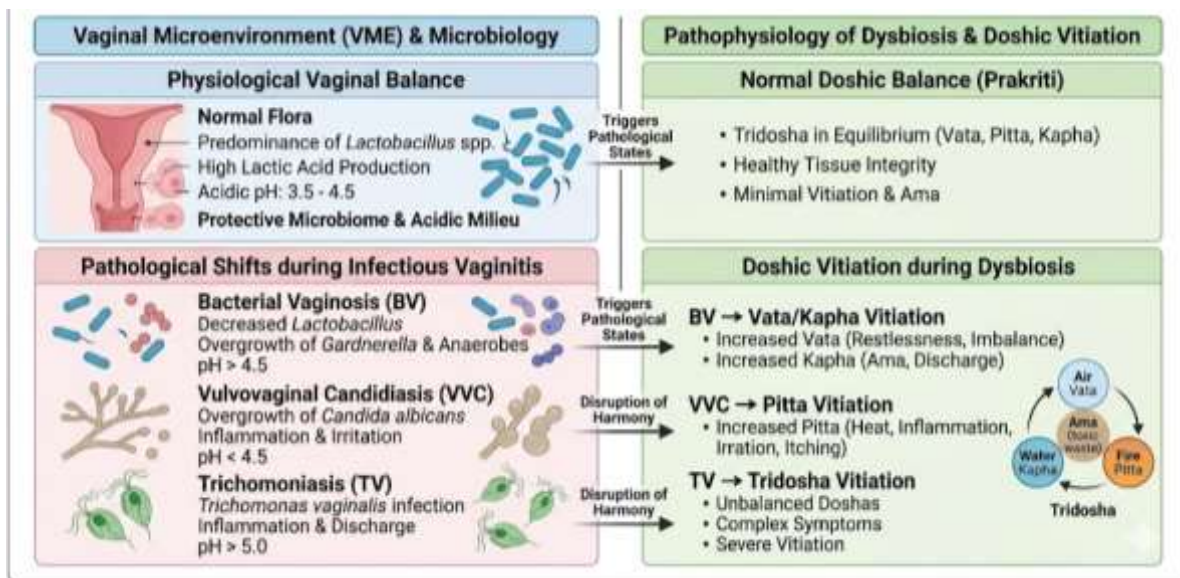 Vaginal Microenvironment (VME) & Microbiology
Physiological Vaginal Balance
Normal Flora
Predominance of Lactobacillus spp.
High Lactic Acid Production
Acidic pH: 3.5 - 4.5
Protective Microbiome & Acidic Milieu
Pathological Shifts during Infectious Vaginitis
Bacterial Vaginosis (BV)
Decreased Lactobacillus
Overgrowth of Gardnerella & Anaerobes
pH > 4.5
Vulvovaginal Candidiasis (VVC)
Overgrowth of Candida albicans
Inflammation & Irritation
pH < 4.5
Trichomoniasis (TV)
Trichomonas vaginalis infection
Inflammation & Discharge
pH > 5.0
Triggers
Pathological
States
Triggers
Pathological
States
Disruption of
Harmony
Disruption of
Harmony
Pathophysiology of Dysbiosis & Doshic Vitiation
Normal Doshic Balance (Prakriti)
• Tridosha in Equilibrium (Vata, Pitta, Kapha)
• Healthy Tissue Integrity
• Minimal Vitiation & Ama
Doshic Vitiation during Dysbiosis
BV → Vata/Kapha Vitiation
• Increased Vata (Restlessness, Imbalance)
• Increased Kapha (Ama, Discharge)
VVC → Pitta Vitiation
• Increased Pitta (Heat, Inflammation,
Irration, Itching)
TV → Tridosha Vitiation
• Unbalanced Doshas
• Complex Symptoms
• Severe Vitiation
Air
Vata
Ama
(toxic
waste)
Water
Kapha
Fire
Pitta
Tridosha